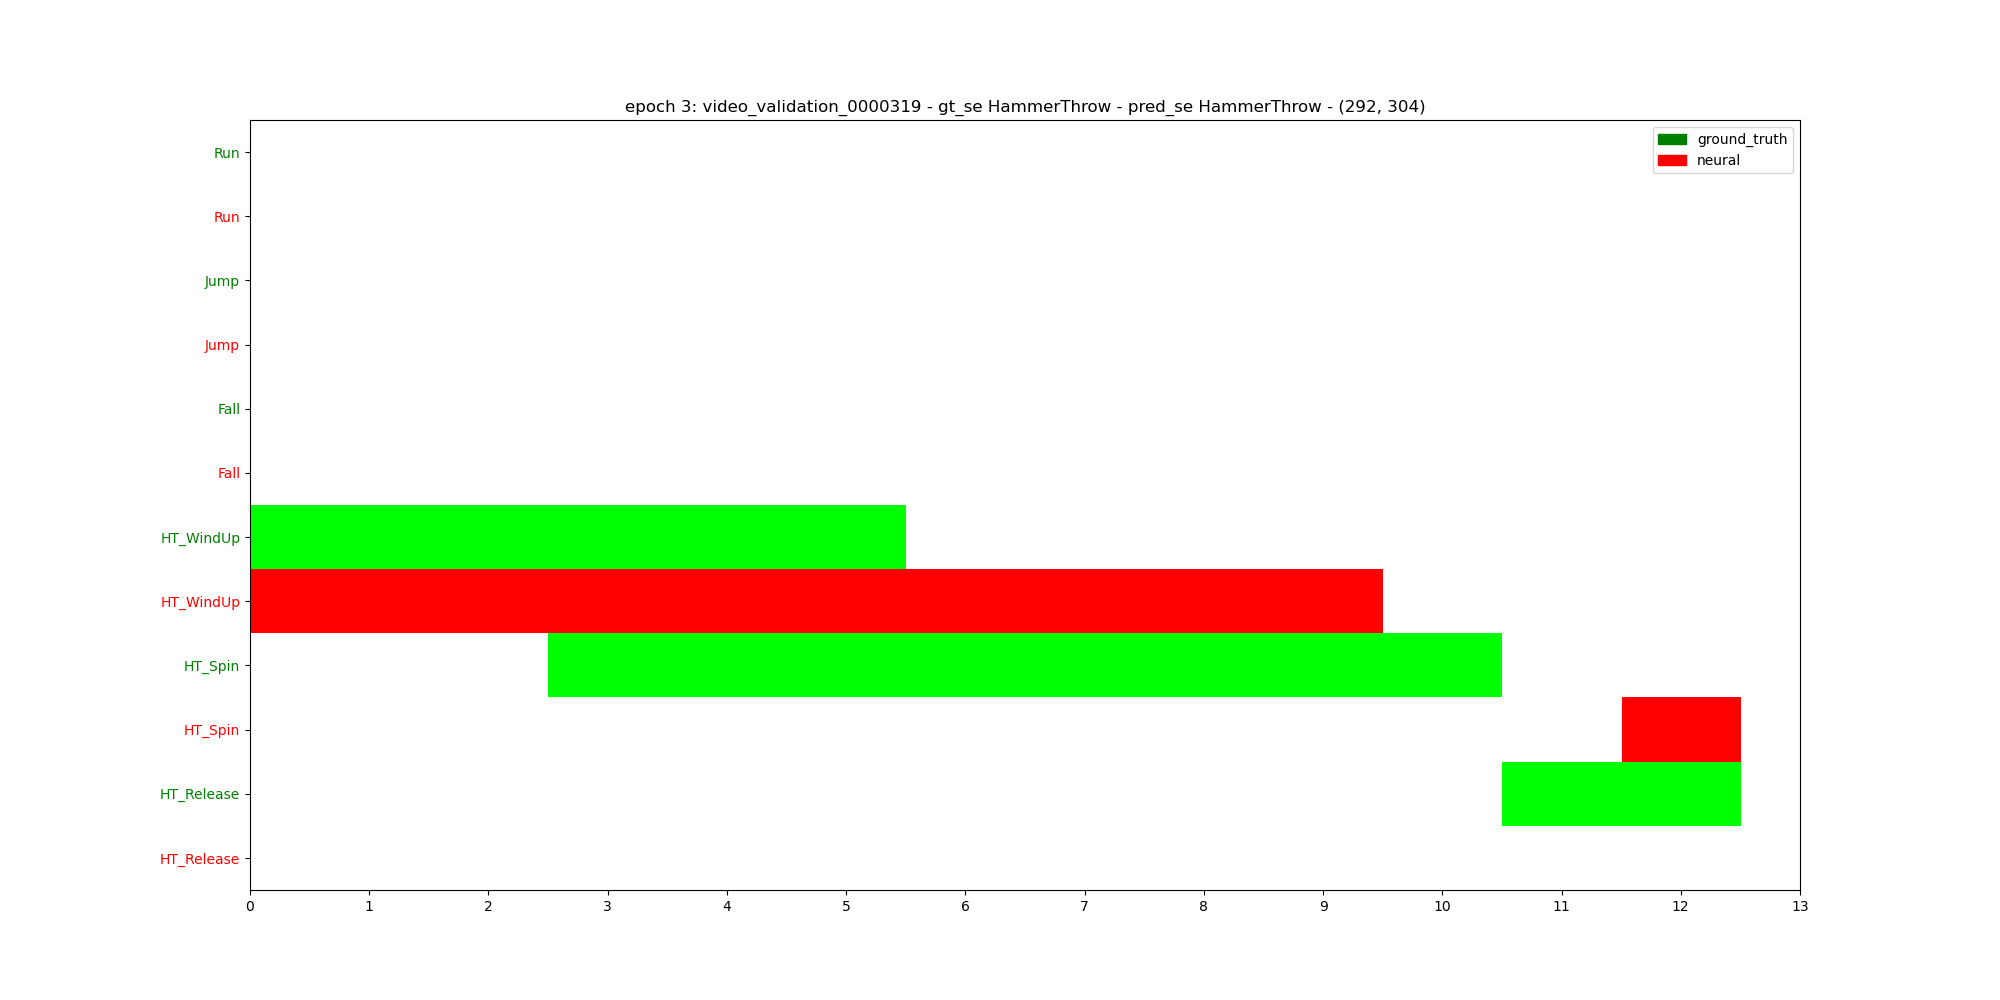 epoch 3: video_validation_0000319 - gt_se HammerThrow - pred_se HammerThrow - (292, 304)
ground_truth
neural
Run
Run
Jump
Jump
Fall
Fall
HT_WindUp
HT_WindUp
HT_Spin
HT_Spin
HT_Release
HT_Release
0 1 2 3 4 5 6 7 8 9 10 11 12 13